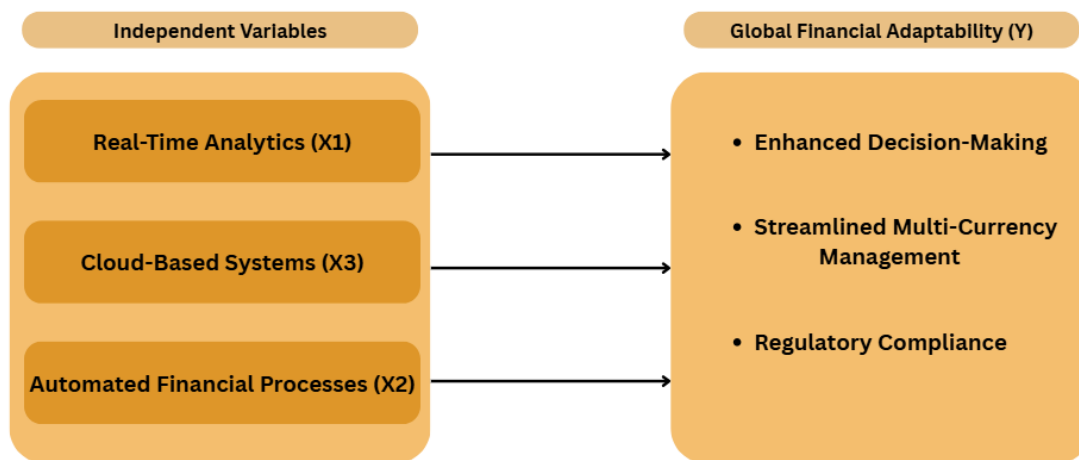 Independent Variables
Real-Time Analytics (X1)
Cloud-Based Systems (X3)
Automated Financial Processes (X2)
Global Financial Adaptability (Y)
• Enhanced Decision-Making
• Streamlined Multi-Currency
Management
• Regulatory Compliance